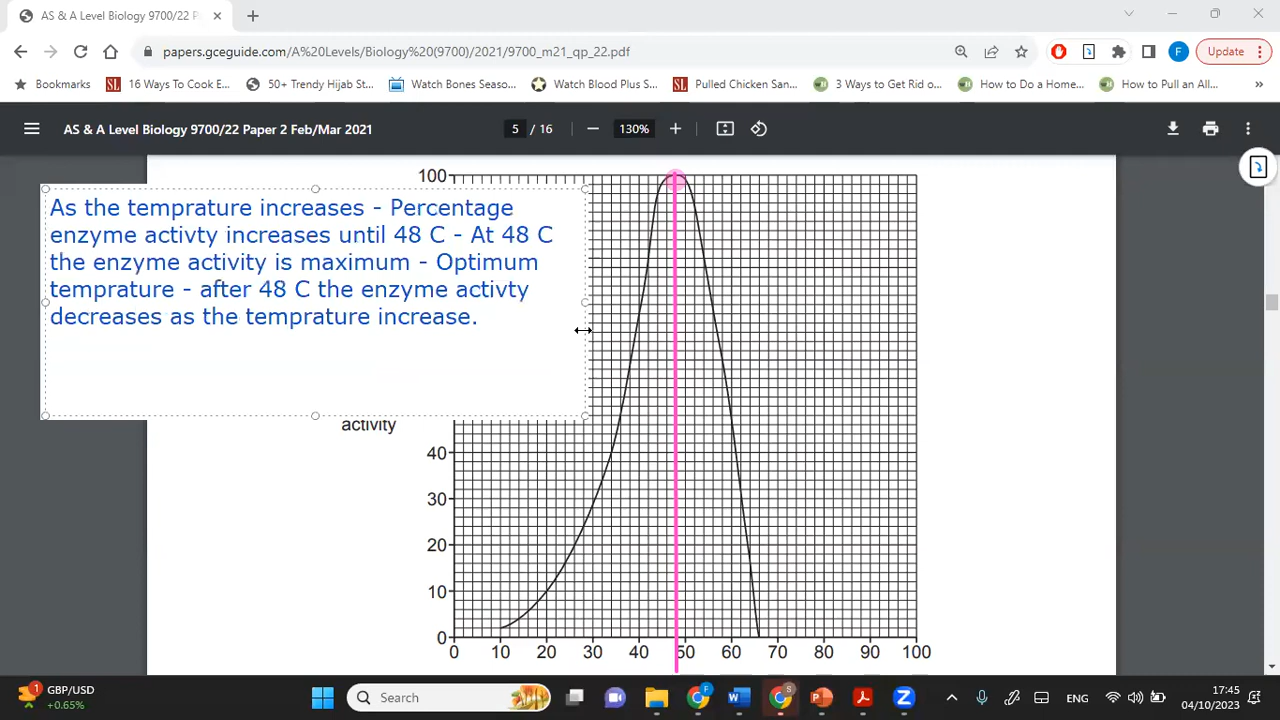 AS & A Level Biology 9700/22 P
papers.gceguide.com/A%20Levels/Biology%20(9700)/2021/9700_m21_qp_22.pdf
F
Update
Bookmarks
16 Ways To Cook E...
50+ Trendy Hijab St...
Watch Bones Seaso...
Watch Blood Plus S...
Pulled Chicken San...
3 Ways to Get Rid o...
How to Do a Home...
How to Pull an All...
»
AS & A Level Biology 9700/22 Paper 2 Feb/Mar 2021
5 / 16
130%
As the temprature increases - Percentage
enzyme activty increases until 48 C - At 48 C
the enzyme activity is maximum - Optimum
temprature - after 48 C the enzyme activty
decreases as the temprature increase.
activity
100
40
30
20
10
0
0 10 20 30 40 50 60 70 80 90 100
1
GBP/USD
+0.65%
Search
ENG
17:45
04/10/2023